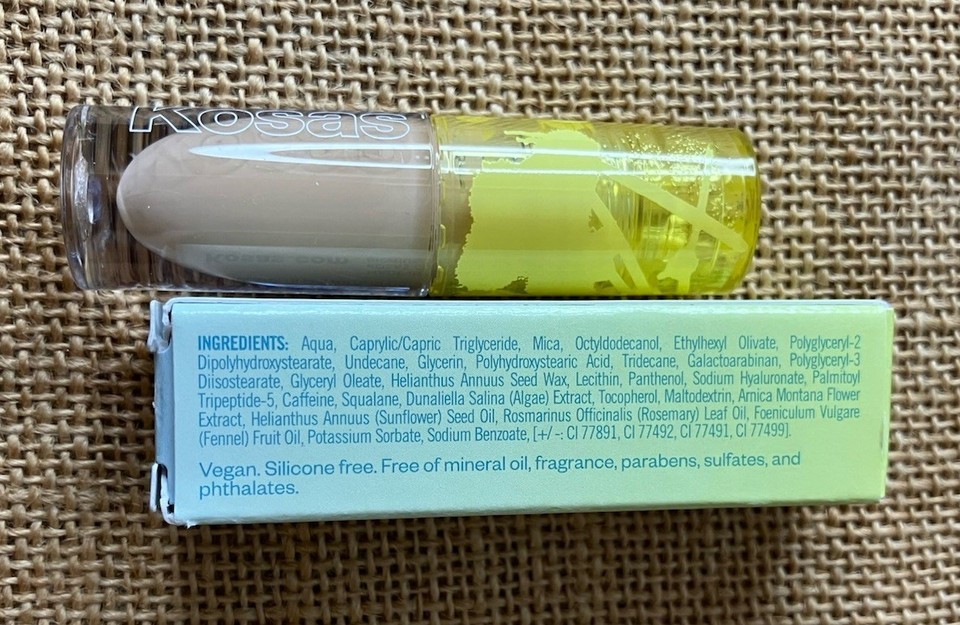 Kosas
kosas.com
INGREDIENTS: Aqua, Caprylic/Capric Triglyceride, Mica, Octyldodecanol, Ethylhexyl Olivate, Polyglyceryl-2
Dipolyhydroxystearate, Undecane, Glycerin, Polyhydroxystearic Acid, Tridecane, Galactoarabinan, Polyglyceryl-3
Diisostearate, Glyceryl Oleate, Helianthus Annuus Seed Wax, Lecithin, Panthenol, Sodium Hyaluronate, Palmitoyl
Tripeptide-5, Caffeine, Squalane, Dunaliella Salina (Algae) Extract, Tocopherol, Maltodextrin, Arnica Montana Flower
Extract, Helianthus Annuus (Sunflower) Seed Oil, Rosmarinus Officinalis (Rosemary) Leaf Oil, Foeniculum Vulgare
(Fennel) Fruit Oil, Potassium Sorbate, Sodium Benzoate, [+/-: CI 77891, CI 77492, CI 77491, CI 77499].
Vegan. Silicone free. Free of mineral oil, fragrance, parabens, sulfates, and
phthalates.